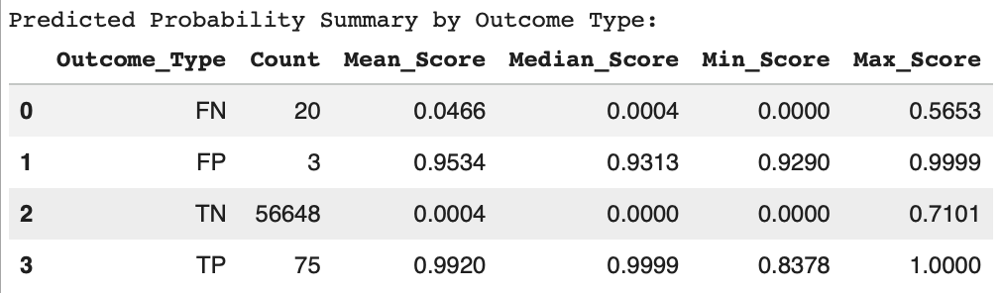 Predicted Probability Summary by Outcome Type:
Outcome_Type Count Mean_Score Median_Score Min_Score Max_Score
0 FN 20 0.0466 0.0004 0.0000 0.5653
1 FP 3 0.9534 0.9313 0.9290 0.9999
2 TN 56648 0.0004 0.0000 0.0000 0.7101
3 TP 75 0.9920 0.9999 0.8378 1.0000